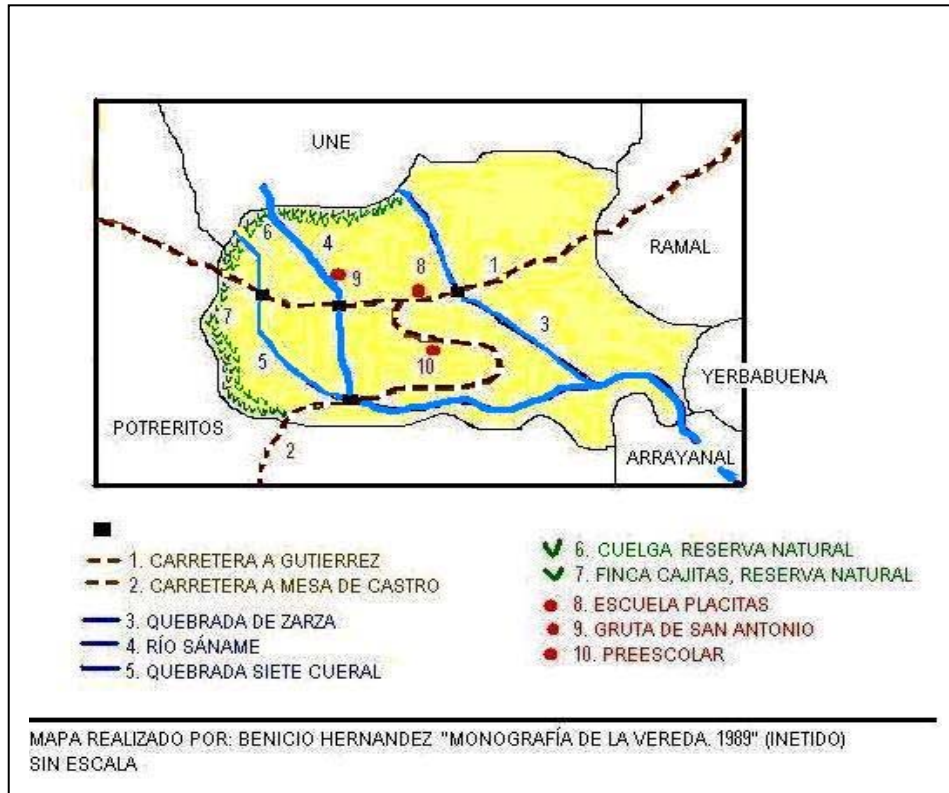 UNE
RAMAL
YERBABUENA
ARRAYANAL
POTRERITOS
6
4
9
8
1
7
5
10
3
2
1. CARRETERA A GUTIERREZ
2. CARRETERA A MESA DE CASTRO
3. QUEBRADA DE ZARZA
4. RÍO SÁNAME
5. QUEBRADA SIETE CUERAL
6. CUELGA RESERVA NATURAL
7. FINCA CAJITAS, RESERVA NATURAL
8. ESCUELA PLACITAS
9. GRUTA DE SAN ANTONIO
10. PREESCOLAR
MAPA REALIZADO POR: BENICIO HERNANDEZ "MONOGRAFÍA DE LA VEREDA. 1989" (INETIDO)
SIN ESCALA